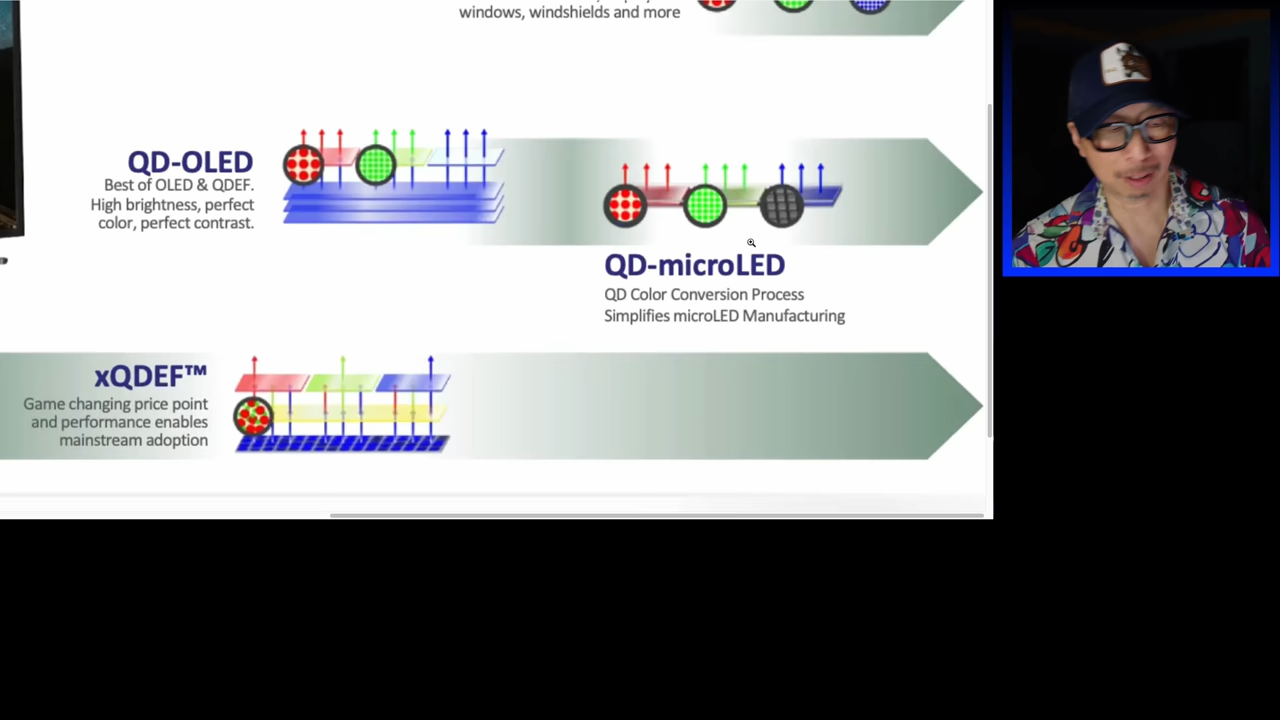 windows, windshields and more
QD-OLED
Best of OLED & QDEF.
High brightness, perfect
color, perfect contrast.
QD-microLED
QD Color Conversion Process
Simplifies microLED Manufacturing
xQDEF™
Game changing price point
and performance enables
mainstream adoption